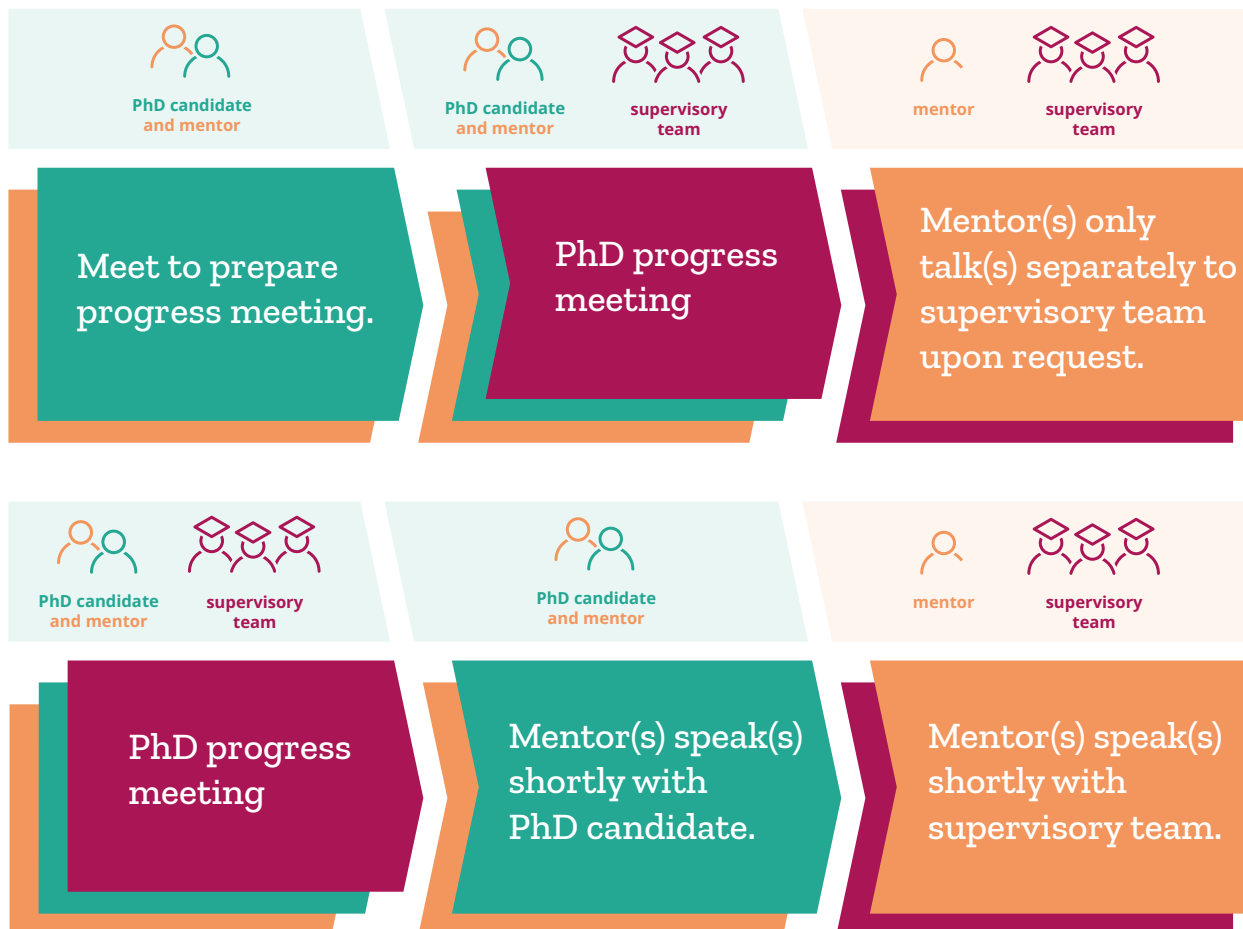 PhD candidate
and mentor
PhD candidate
and mentor
supervisory
team
mentor
supervisory
team
Meet to prepare
progress meeting.
PhD progress
meeting
Mentor(s) only
talk(s) separately to
supervisory team
upon request.
PhD candidate
and mentor
supervisory
team
PhD candidate
and mentor
mentor
supervisory
team
PhD progress
meeting
Mentor(s) speak(s)
shortly with
PhD candidate.
Mentor(s) speak(s)
shortly with
supervisory team.